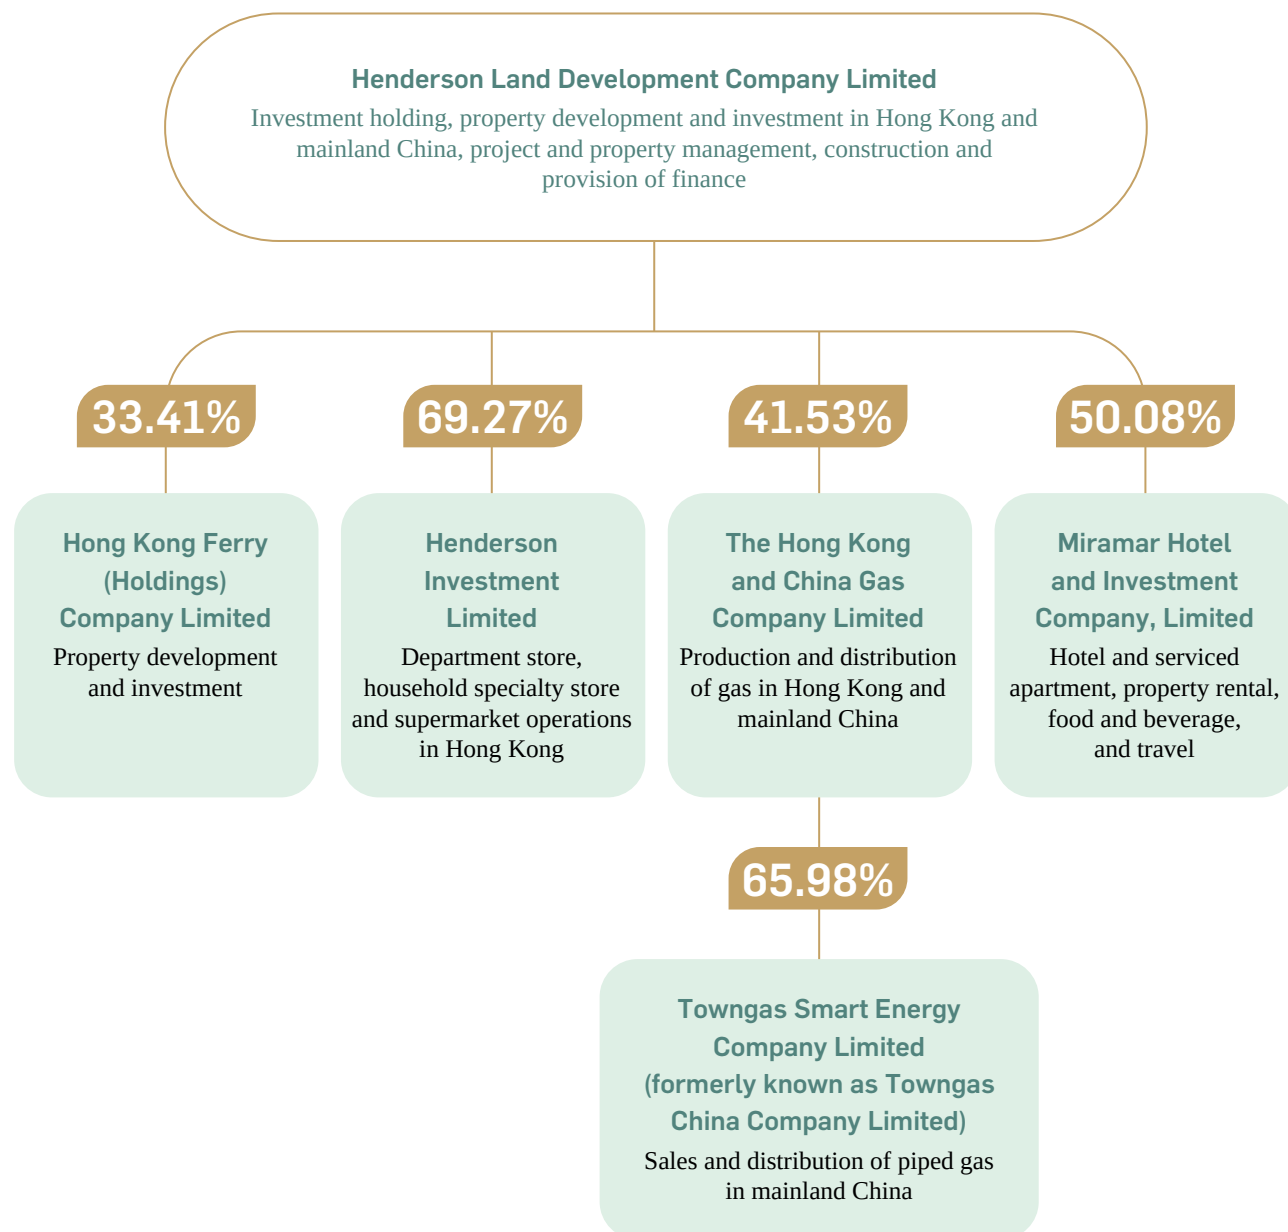 Henderson Land Development Company Limited
Investment holding, property development and investment in Hong Kong and
mainland China, project and property management, construction and
provision of finance
33.41%
69.27%
41.53%
50.08%
Hong Kong Ferry
(Holdings)
Company Limited
Property development
and investment
Henderson
Investment
Limited
Department store,
household specialty store
and supermarket operations
in Hong Kong
The Hong Kong
and China Gas
Company Limited
Production and distribution
of gas in Hong Kong and
mainland China
Miramar Hotel
and Investment
Company, Limited
Hotel and serviced
apartment, property rental,
food and beverage,
and travel
65.98%
Towngas Smart Energy
Company Limited
(formerly known as Towngas
China Company Limited)
Sales and distribution of piped gas
in mainland China